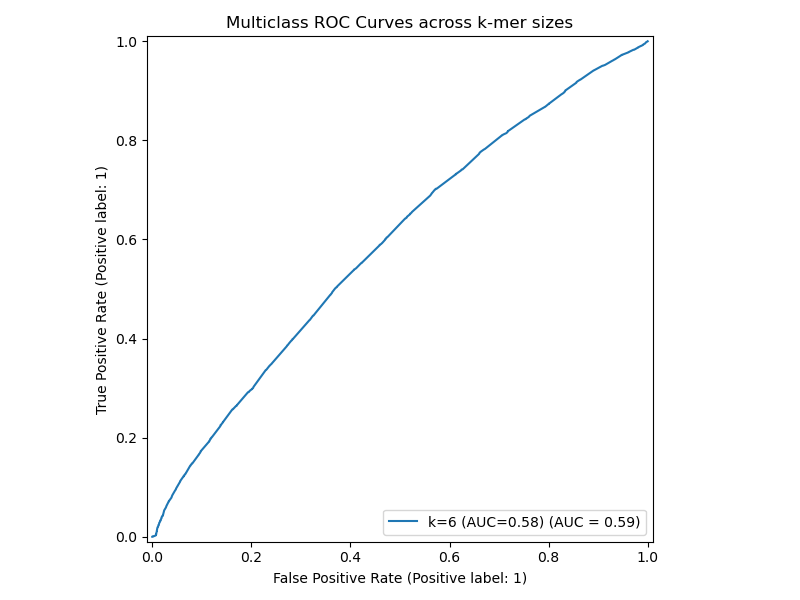 Multiclass ROC Curves across k-mer sizes
True Positive Rate (Positive label: 1)
1.0
0.8
0.6
0.4
0.2
0.0
k=6 (AUC=0.58) (AUC = 0.59)
0.0 0.2 0.4 0.6 0.8 1.0
False Positive Rate (Positive label: 1)